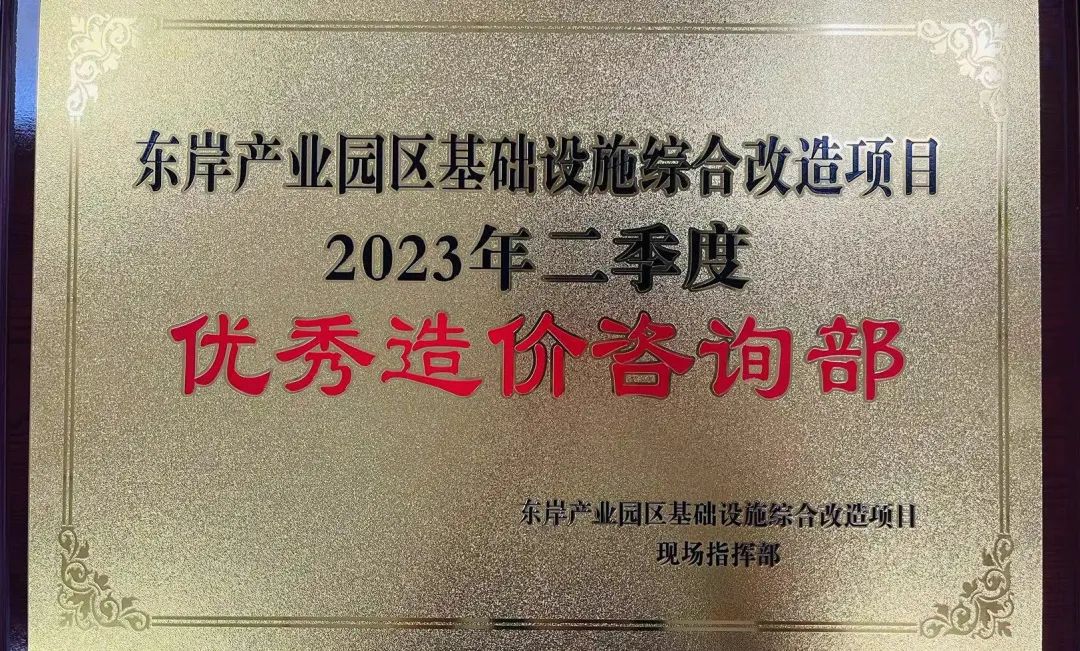 东岸产业园区基础设施综合改造项目
2023年二季度
优秀造价咨询部
东岸产业园区基础设施综合改造项目
现场指挥部